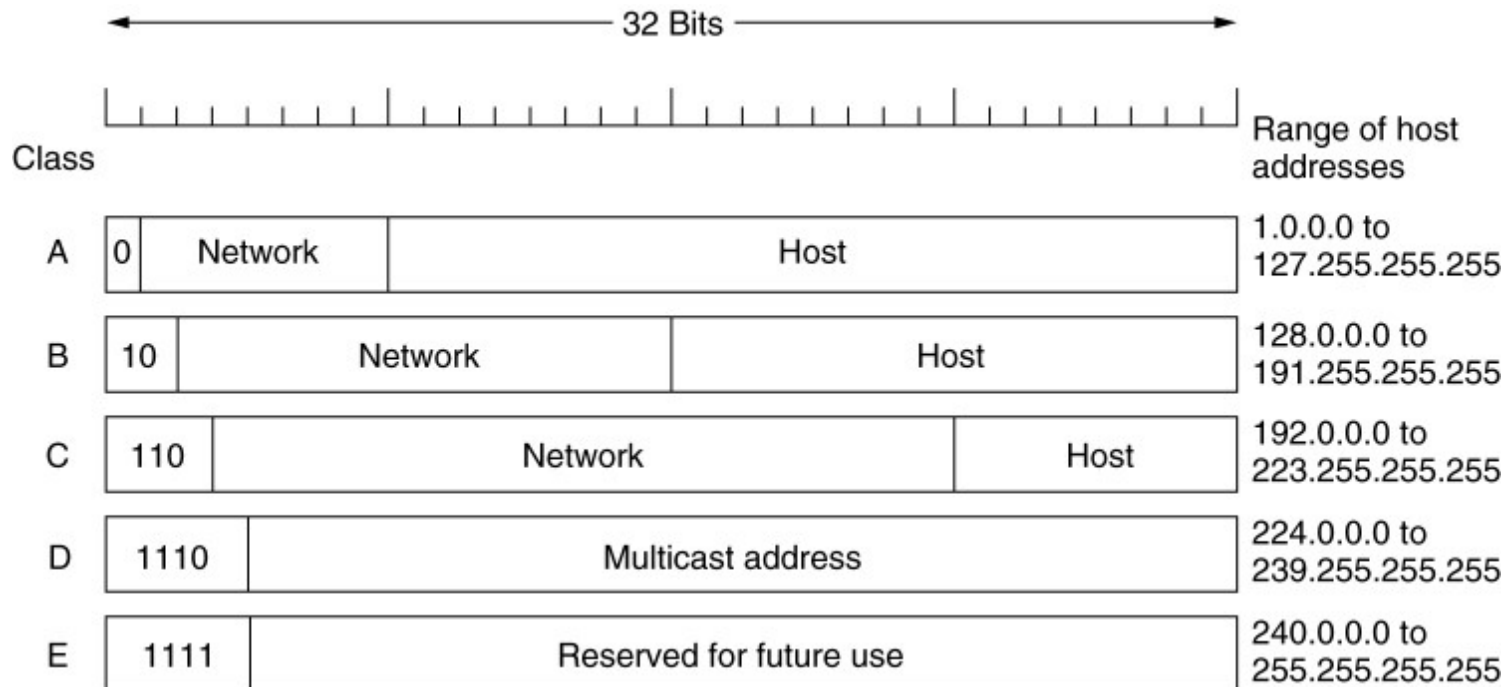 32 Bits
Class
Range of host
addresses
A
0
Network
Host
1.0.0.0 to
127.255.255.255
B
10
Network
Host
128.0.0.0 to
191.255.255.255
C
110
Network
Host
192.0.0.0 to
223.255.255.255
D
1110
Multicast address
224.0.0.0 to
239.255.255.255
E
1111
Reserved for future use
240.0.0.0 to
255.255.255.255